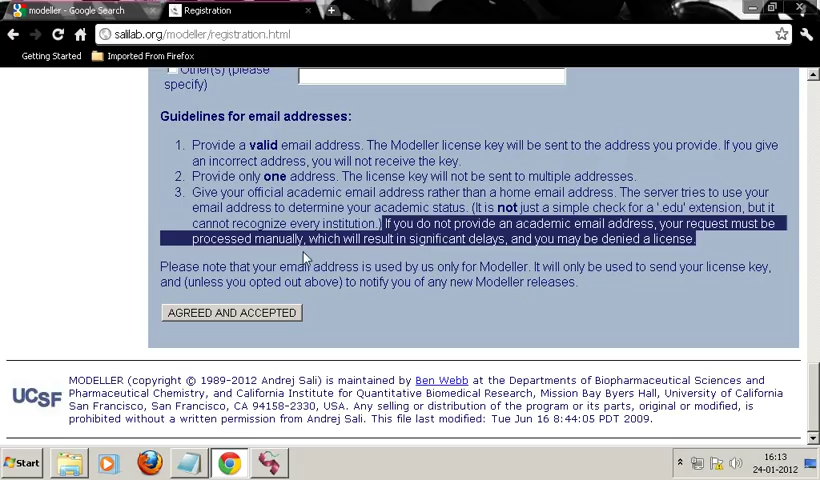 modeller - Google Search
Registration
salilab.org/modeller/registration.html
Getting Started
Imported From Firefox
Other(s) (please
specify)
Guidelines for email addresses:
1. Provide a valid email address. The Modeller license key will be sent to the address you provide. If you give
an incorrect address, you will not receive the key.
2. Provide only one address. The license key will not be sent to multiple addresses.
3. Give your official academic email address rather than a home email address. The server tries to use your
email address to determine your academic status. (It is not just a simple check for a '.edu' extension, but it
cannot recognize every institution.) If you do not provide an academic email address, your request must be
processed manually, which will result in significant delays, and you may be denied a license.
Please note that your email address is used by us only for Modeller. It will only be used to send your license key,
and (unless you opted out above) to notify you of any new Modeller releases.
AGREED AND ACCEPTED
UCSF
MODELLER (copyright © 1989-2012 Andrej Sali) is maintained by Ben Webb at the Departments of Biopharmaceutical Sciences and
Pharmaceutical Chemistry, and California Institute for Quantitative Biomedical Research, Mission Bay Byers Hall, University of California
San Francisco, San Francisco, CA 94158-2330, USA. Any selling or distribution of the program or its parts, original or modified, is
prohibited without a written permission from Andrej Sali. This file last modified: Tue Jun 16 8:44:05 PDT 2009.
Start
16:13
24-01-2012